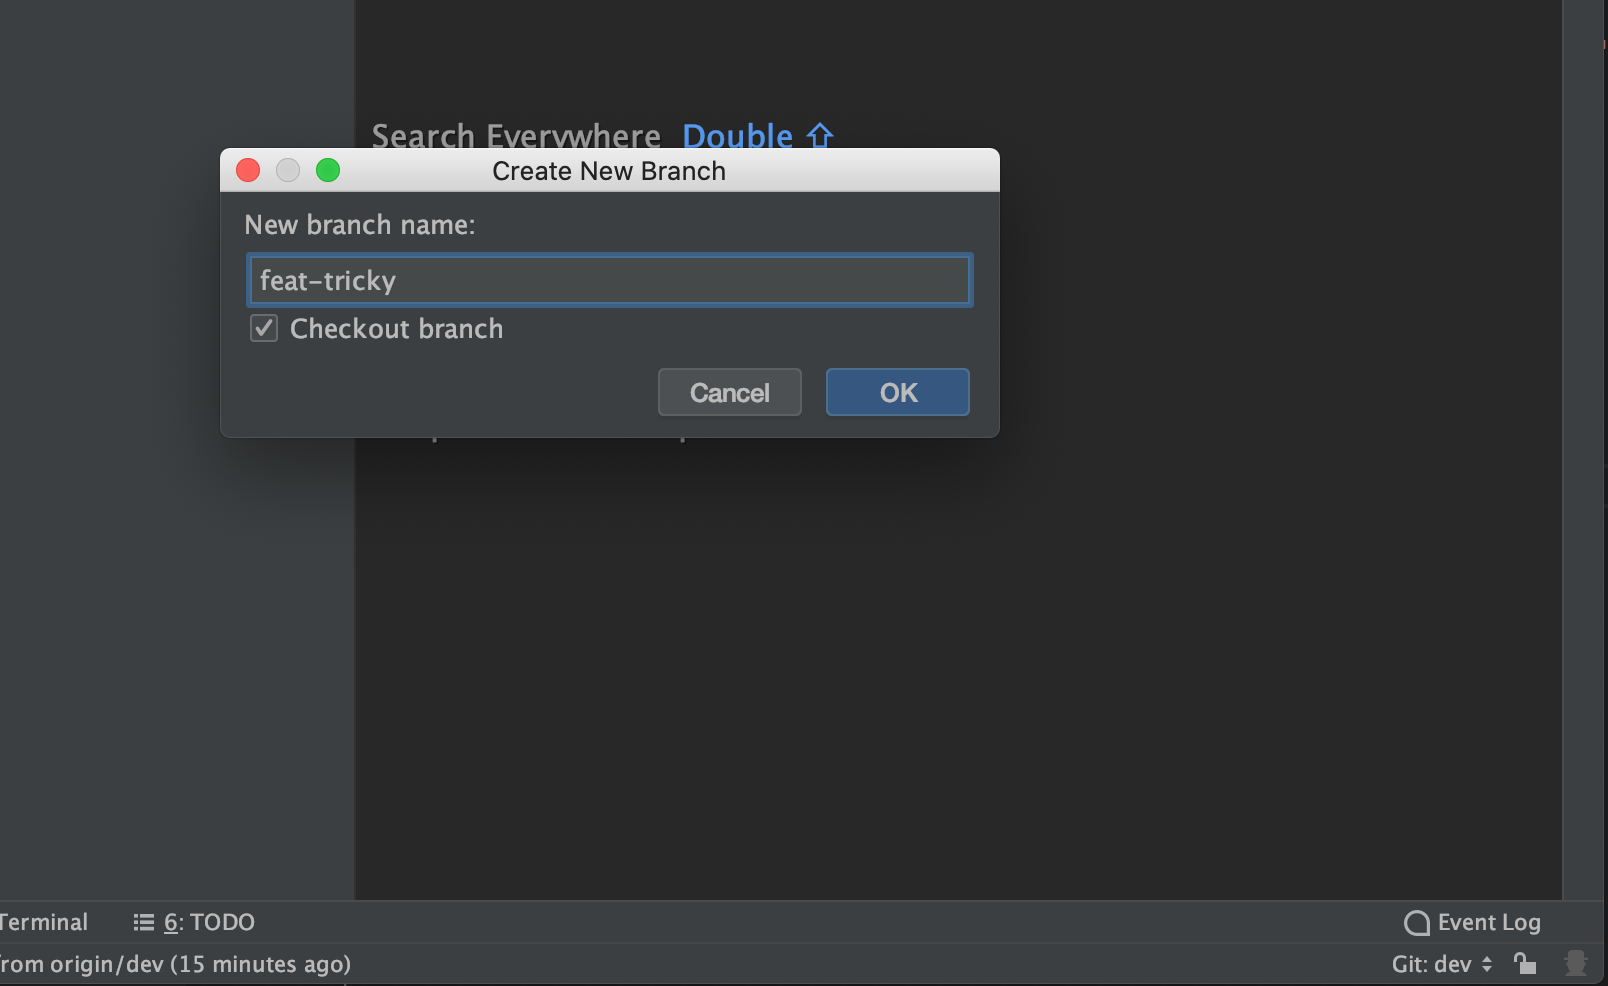 Search Everywhere Double ⇧
Create New Branch
New branch name:
feat-tricky
Checkout branch
Cancel OK
Terminal 6: TODO Event Log
from origin/dev (15 minutes ago) Git: dev